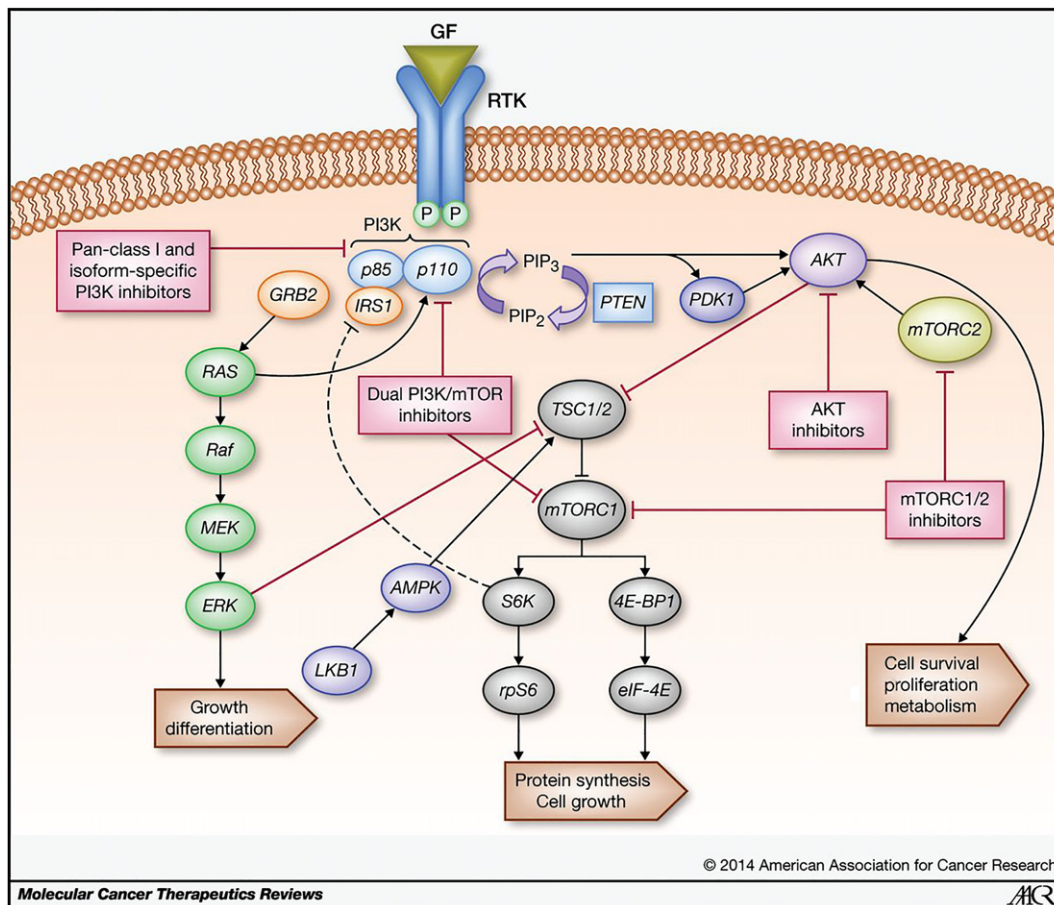 GF
RTK
P P
PI3K
Pan-class I and
isoform-specific
PI3K inhibitors
p85
p110
PIP3
AKT
GRB2
IRS1
PIP2
PTEN
PDK1
mTORC2
RAS
Dual PI3K/mTOR
inhibitors
TSC1/2
AKT
inhibitors
Raf
mTORC1
mTORC1/2
inhibitors
MEK
AMPK
S6K
4E-BP1
ERK
LKB1
rpS6
eIF-4E
Cell survival
proliferation
metabolism
Growth
differentiation
Protein synthesis
Cell growth
© 2014 American Association for Cancer Research
Molecular Cancer Therapeutics Reviews
AACR